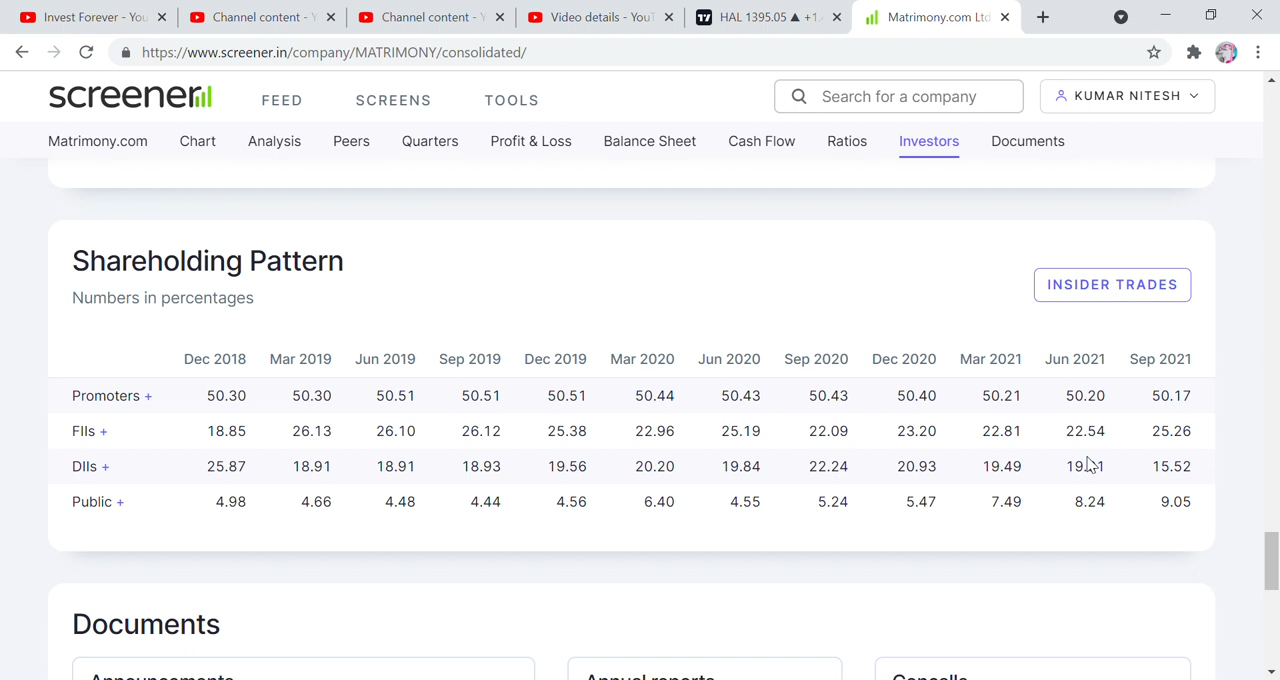 Invest Forever - You Channel content - Y Channel content - Y Video details - YouT HAL 1395.05 ▲ +1. Matrimony.com Ltd
https://www.screener.in/company/MATRIMONY/consolidated/
screener FEED SCREENS TOOLS Search for a company KUMAR NITESH
Matrimony.com Chart Analysis Peers Quarters Profit & Loss Balance Sheet Cash Flow Ratios Investors Documents
Shareholding Pattern
Numbers in percentages
INSIDER TRADES
Dec 2018 Mar 2019 Jun 2019 Sep 2019 Dec 2019 Mar 2020 Jun 2020 Sep 2020 Dec 2020 Mar 2021 Jun 2021 Sep 2021
Promoters + 50.30 50.30 50.51 50.51 50.51 50.44 50.43 50.43 50.40 50.21 50.20 50.17
FIIs + 18.85 26.13 26.10 26.12 25.38 22.96 25.19 22.09 23.20 22.81 22.54 25.26
DIIs + 25.87 18.91 18.91 18.93 19.56 20.20 19.84 22.24 20.93 19.49 15.52
Public + 4.98 4.66 4.48 4.44 4.56 6.40 4.55 5.24 5.47 7.49 8.24 9.05
Documents
Announcements Annual reports Concalls